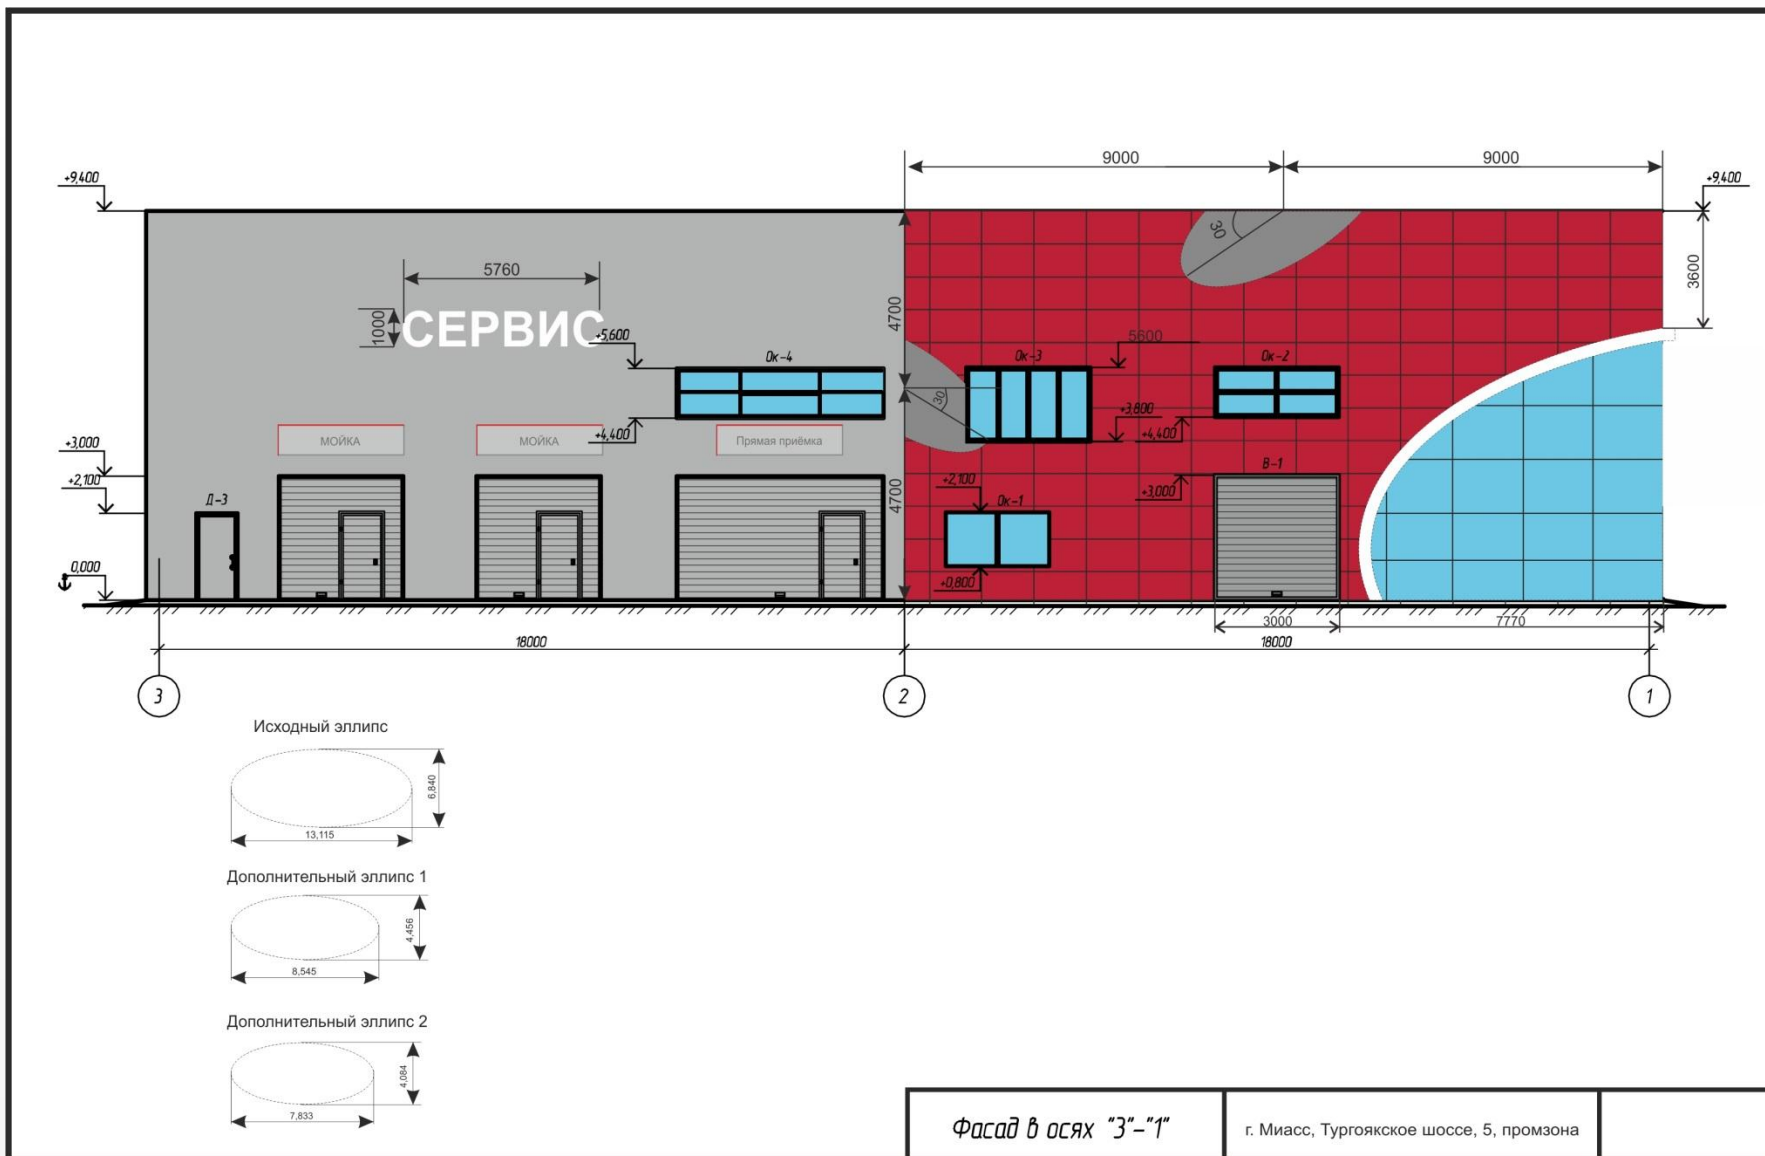 9000
9000
+9,400
+9,400
30
3600
5760
1000
СЕРВИС
4700
+5,600
5600
Ок-4
Ок-3
Ок-2
30
+3,800
+4,400
+4,400
МОЙКА
МОЙКА
Прямая приёмка
+3,000
+2,100
В-1
+3,000
+2,100
Д-3
Ок-1
4700
0,000
+0,800
3000
7770
18000
18000
3
2
1
Исходный эллипс
6,840
13,115
Дополнительный эллипс 1
4,456
8,545
Дополнительный эллипс 2
4,084
7,833
Фасад в осях "3"-"1"
г. Миасс, Тургоякское шоссе, 5, промзона